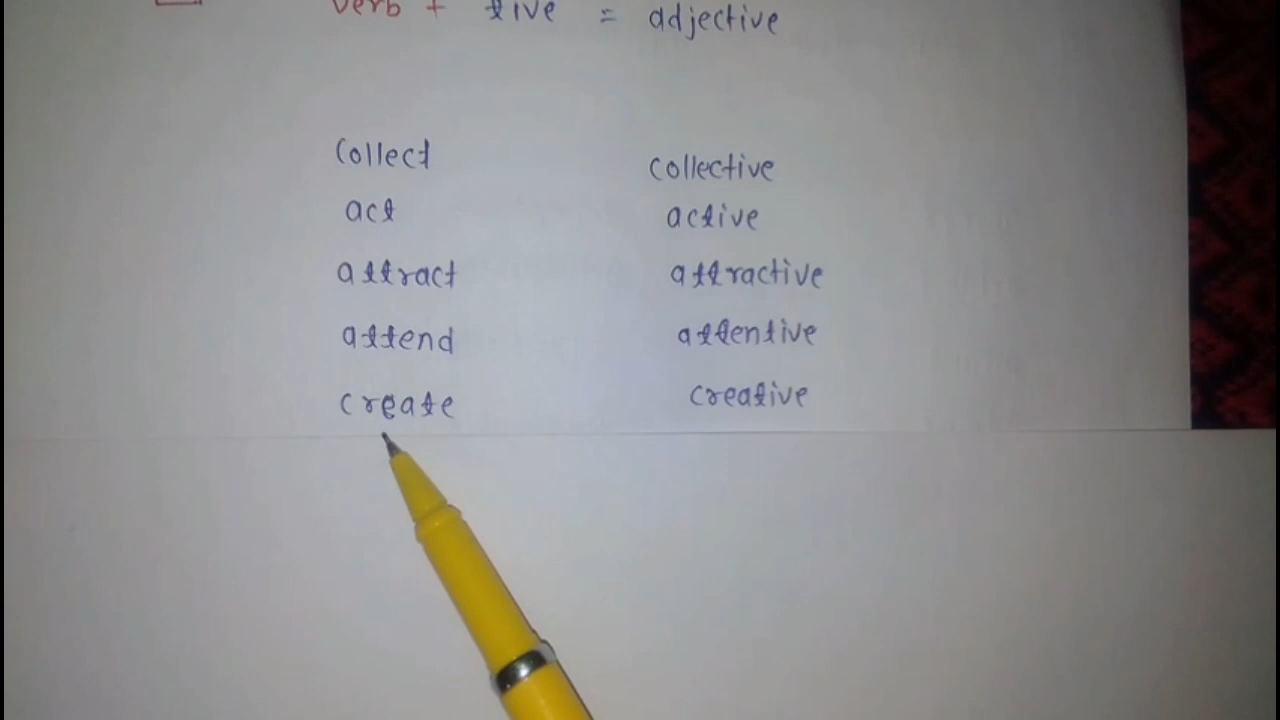 verb + tive = adjective
collect collective
act active
attract attractive
attend attentive
create creative